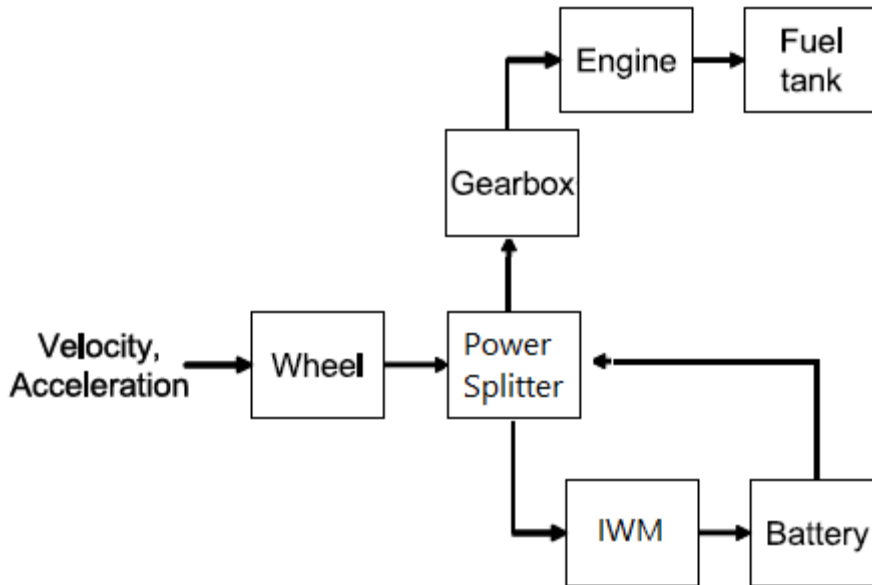 Engine
Fuel
tank
Gearbox
Velocity,
Acceleration
Wheel
Power
Splitter
IWM
Battery